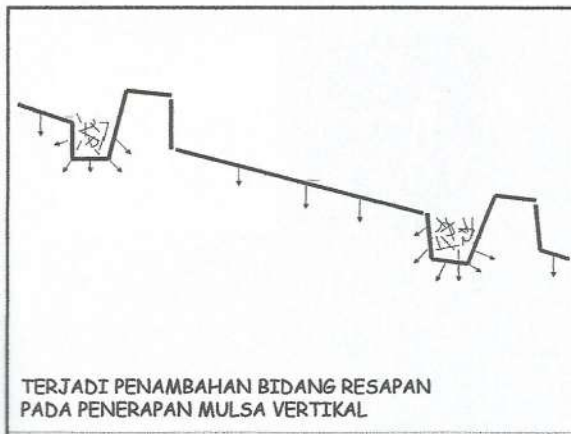 TERJADI PENAMBAHAN BIDANG RESAPAN
PADA PENERAPAN MULSA VERTIKAL